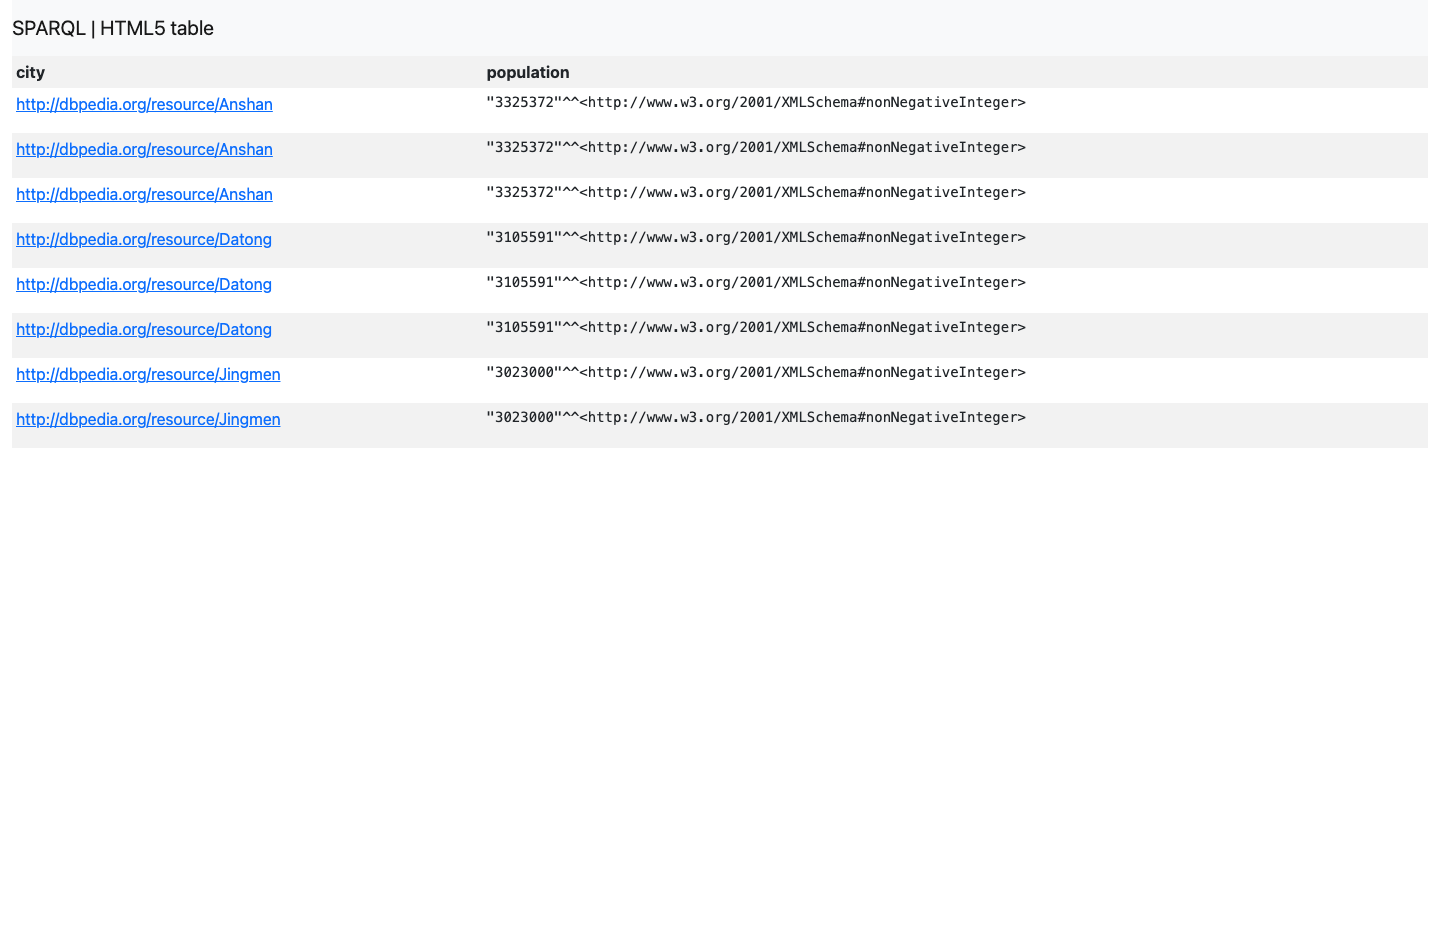 SPARQL | HTML5 table
city population
http://dbpedia.org/resource/Anshan "3325372"^^<http://www.w3.org/2001/XMLSchema#nonNegativeInteger>
http://dbpedia.org/resource/Anshan "3325372"^^<http://www.w3.org/2001/XMLSchema#nonNegativeInteger>
http://dbpedia.org/resource/Anshan "3325372"^^<http://www.w3.org/2001/XMLSchema#nonNegativeInteger>
http://dbpedia.org/resource/Datong "3105591"^^<http://www.w3.org/2001/XMLSchema#nonNegativeInteger>
http://dbpedia.org/resource/Datong "3105591"^^<http://www.w3.org/2001/XMLSchema#nonNegativeInteger>
http://dbpedia.org/resource/Datong "3105591"^^<http://www.w3.org/2001/XMLSchema#nonNegativeInteger>
http://dbpedia.org/resource/Jingmen "3023000"^^<http://www.w3.org/2001/XMLSchema#nonNegativeInteger>
http://dbpedia.org/resource/Jingmen "3023000"^^<http://www.w3.org/2001/XMLSchema#nonNegativeInteger>